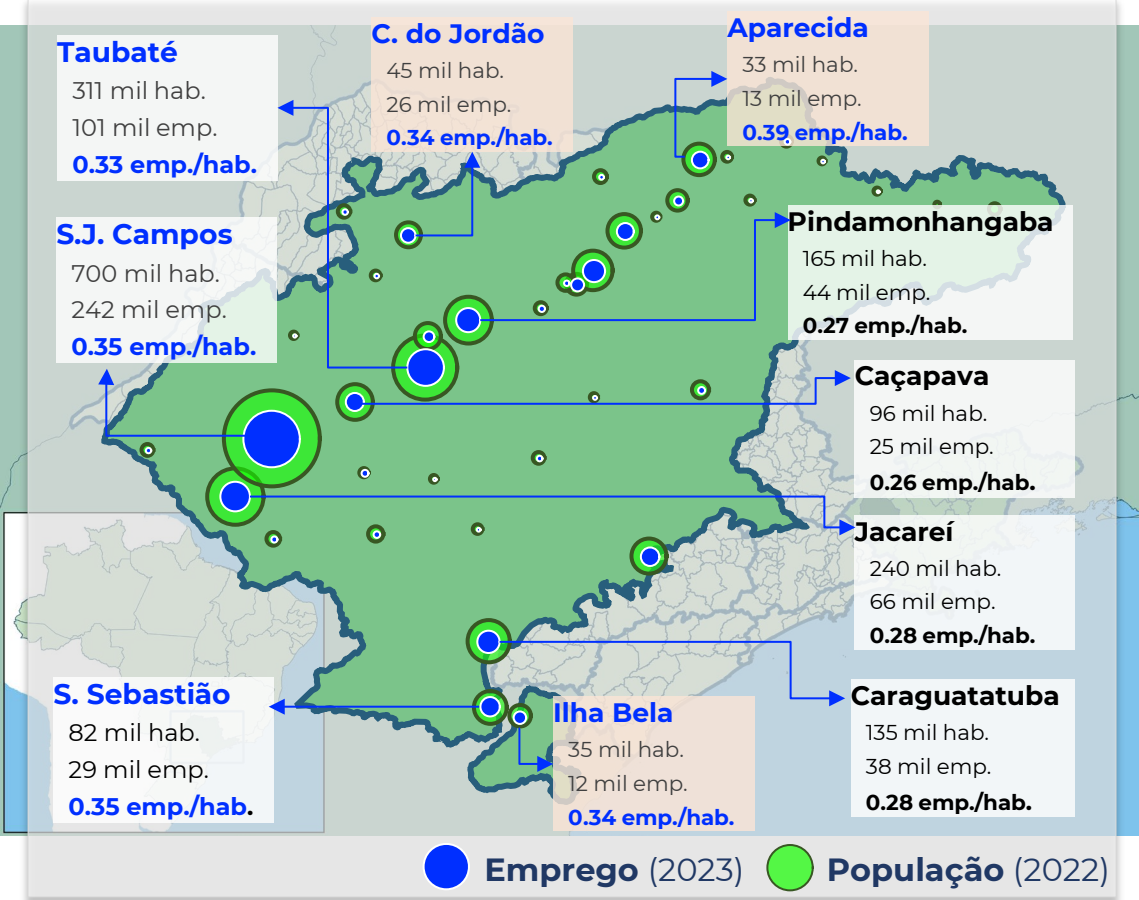 Taubaté
311 mil hab.
101 mil emp.
0.33 emp./hab.
C. do Jordão
45 mil hab.
26 mil emp.
0.34 emp./hab.
Aparecida
33 mil hab.
13 mil emp.
0.39 emp./hab.
S.J. Campos
700 mil hab.
242 mil emp.
0.35 emp./hab.
Pindamonhangaba
165 mil hab.
44 mil emp.
0.27 emp./hab.
Caçapava
96 mil hab.
25 mil emp.
0.26 emp./hab.
Jacareí
240 mil hab.
66 mil emp.
0.28 emp./hab.
S. Sebastião
82 mil hab.
29 mil emp.
0.35 emp./hab.
Ilha Bela
35 mil hab.
12 mil emp.
0.34 emp./hab.
Caraguatatuba
135 mil hab.
38 mil emp.
0.28 emp./hab.
Emprego (2023) População (2022)